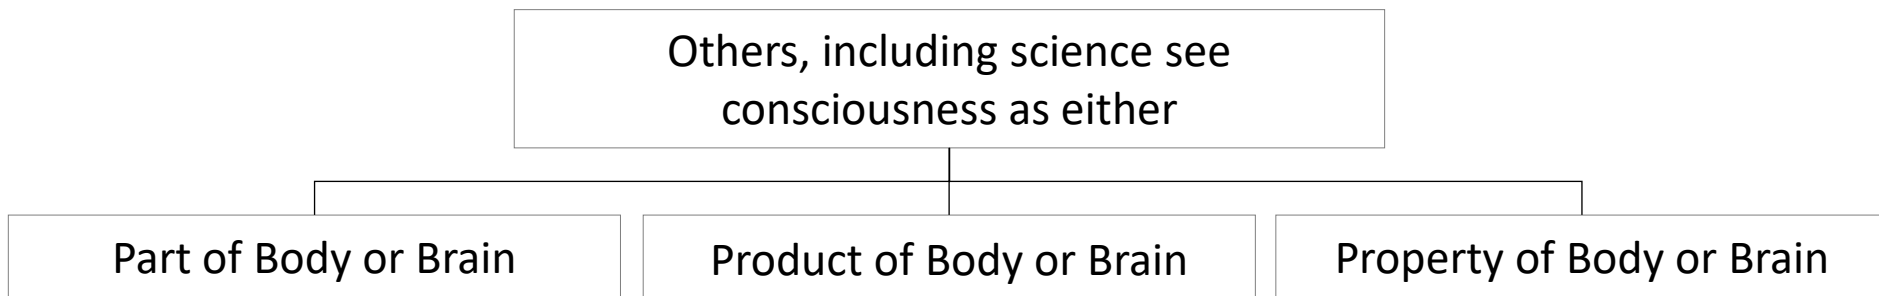 Others, including science see
consciousness as either
Part of Body or Brain
Product of Body or Brain
Property of Body or Brain